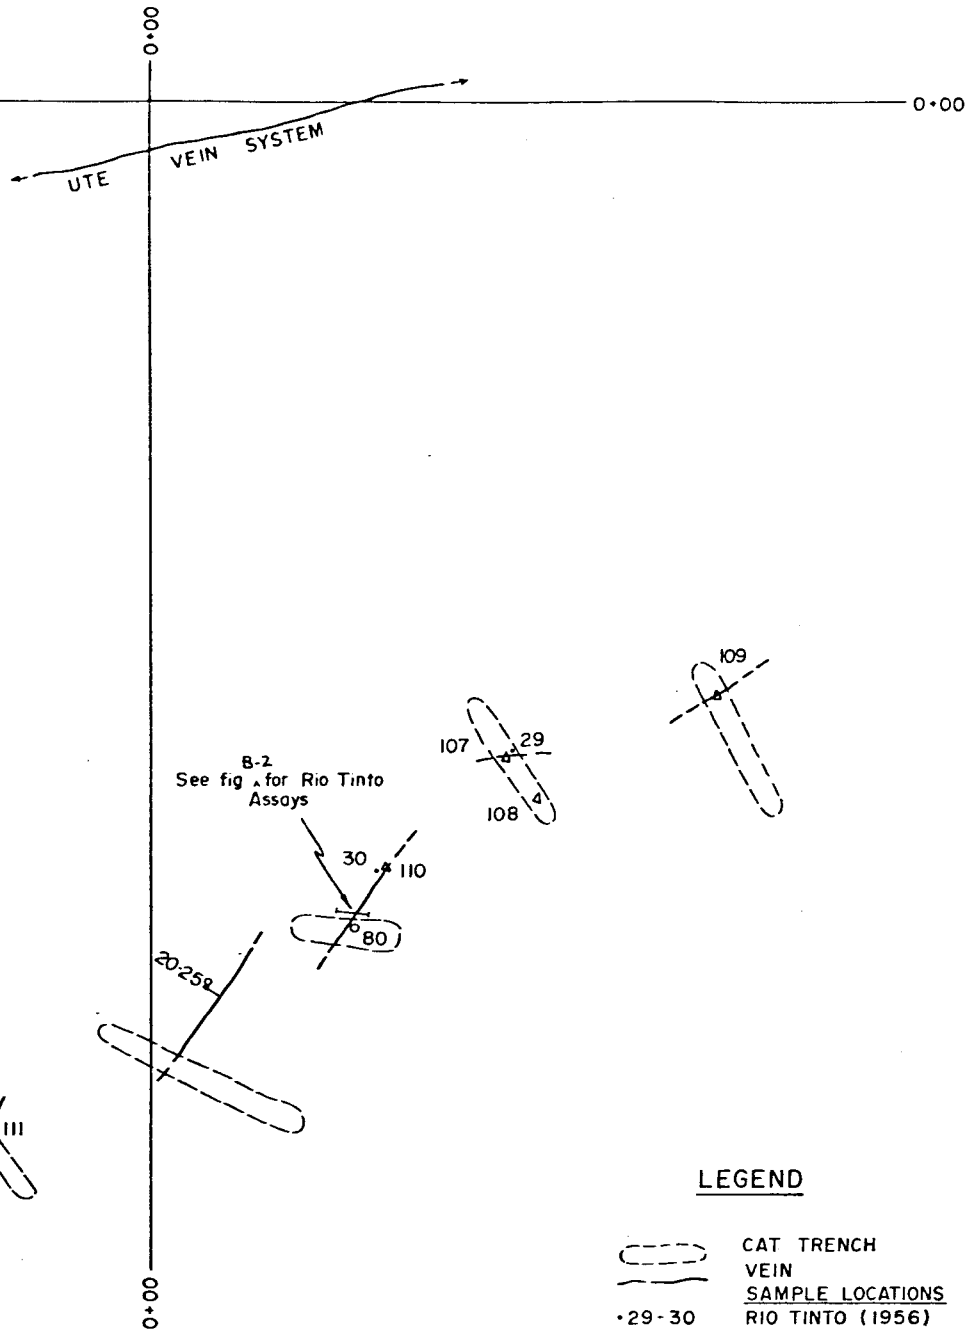 0+00
0+00
UTE VEIN SYSTEM
109
107
29
108
B-2
See fig ^ for Rio Tinto
Assays
30
110
80
20-25?
111
LEGEND
CAT TRENCH
VEIN
SAMPLE LOCATIONS
•29-30 RIO TINTO (1956)
0+00